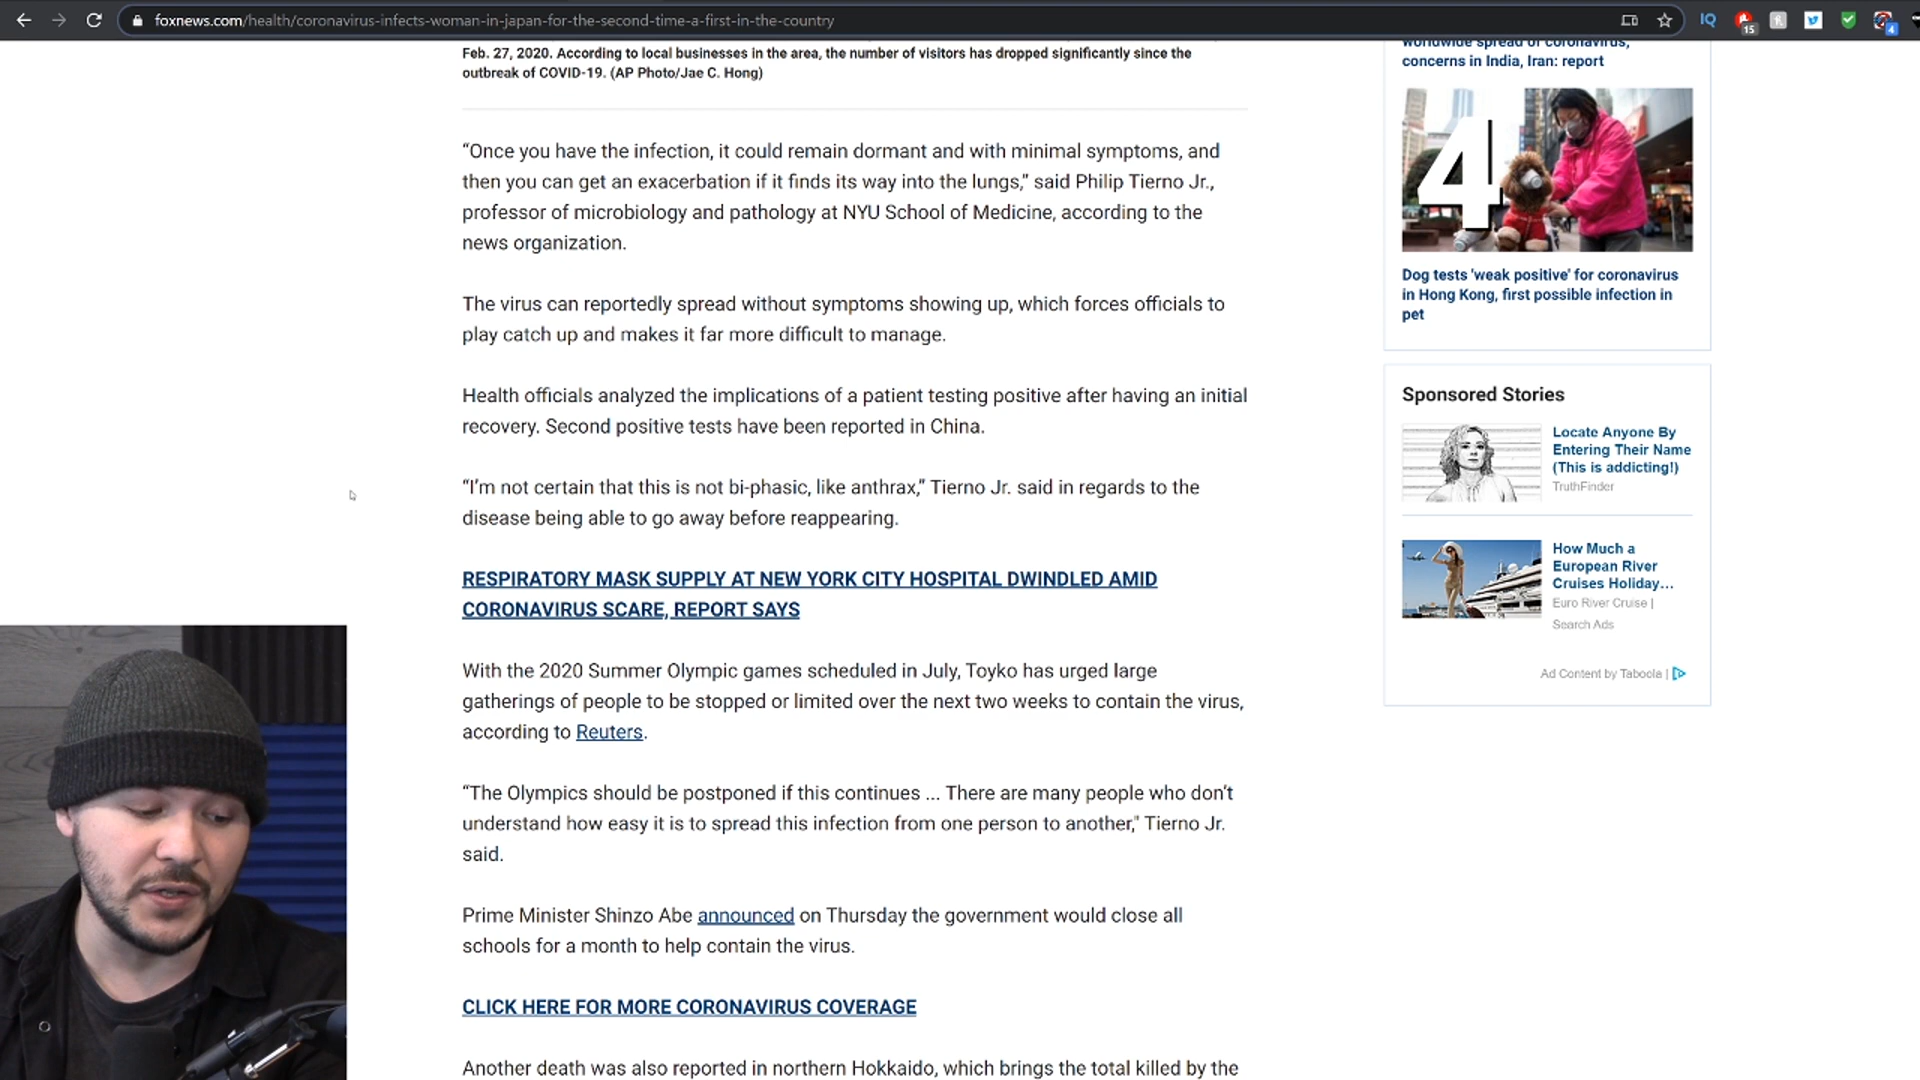 foxnews.com/health/coronavirus-infects-woman-in-japan-for-the-second-time-a-first-in-the-country
IQ
15
4
Feb. 27, 2020. According to local businesses in the area, the number of visitors has dropped significantly since the
outbreak of COVID-19. (AP Photo/Jae C. Hong)
“Once you have the infection, it could remain dormant and with minimal symptoms, and
then you can get an exacerbation if it finds its way into the lungs,” said Philip Tierno Jr.,
professor of microbiology and pathology at NYU School of Medicine, according to the
news organization.
The virus can reportedly spread without symptoms showing up, which forces officials to
play catch up and makes it far more difficult to manage.
Health officials analyzed the implications of a patient testing positive after having an initial
recovery. Second positive tests have been reported in China.
“I’m not certain that this is not bi-phasic, like anthrax,” Tierno Jr. said in regards to the
disease being able to go away before reappearing.
RESPIRATORY MASK SUPPLY AT NEW YORK CITY HOSPITAL DWINDLED AMID
CORONAVIRUS SCARE, REPORT SAYS
With the 2020 Summer Olympic games scheduled in July, Toyko has urged large
gatherings of people to be stopped or limited over the next two weeks to contain the virus,
according to Reuters.
“The Olympics should be postponed if this continues ... There are many people who don’t
understand how easy it is to spread this infection from one person to another," Tierno Jr.
said.
Prime Minister Shinzo Abe announced on Thursday the government would close all
schools for a month to help contain the virus.
CLICK HERE FOR MORE CORONAVIRUS COVERAGE
Another death was also reported in northern Hokkaido, which brings the total killed by the
worldwide spread of coronavirus,
concerns in India, Iran: report
4
Dog tests 'weak positive' for coronavirus
in Hong Kong, first possible infection in
pet
Sponsored Stories
Locate Anyone By
Entering Their Name
(This is addicting!)
TruthFinder
How Much a
European River
Cruises Holiday...
Euro River Cruise |
Search Ads
Ad Content by Taboola |